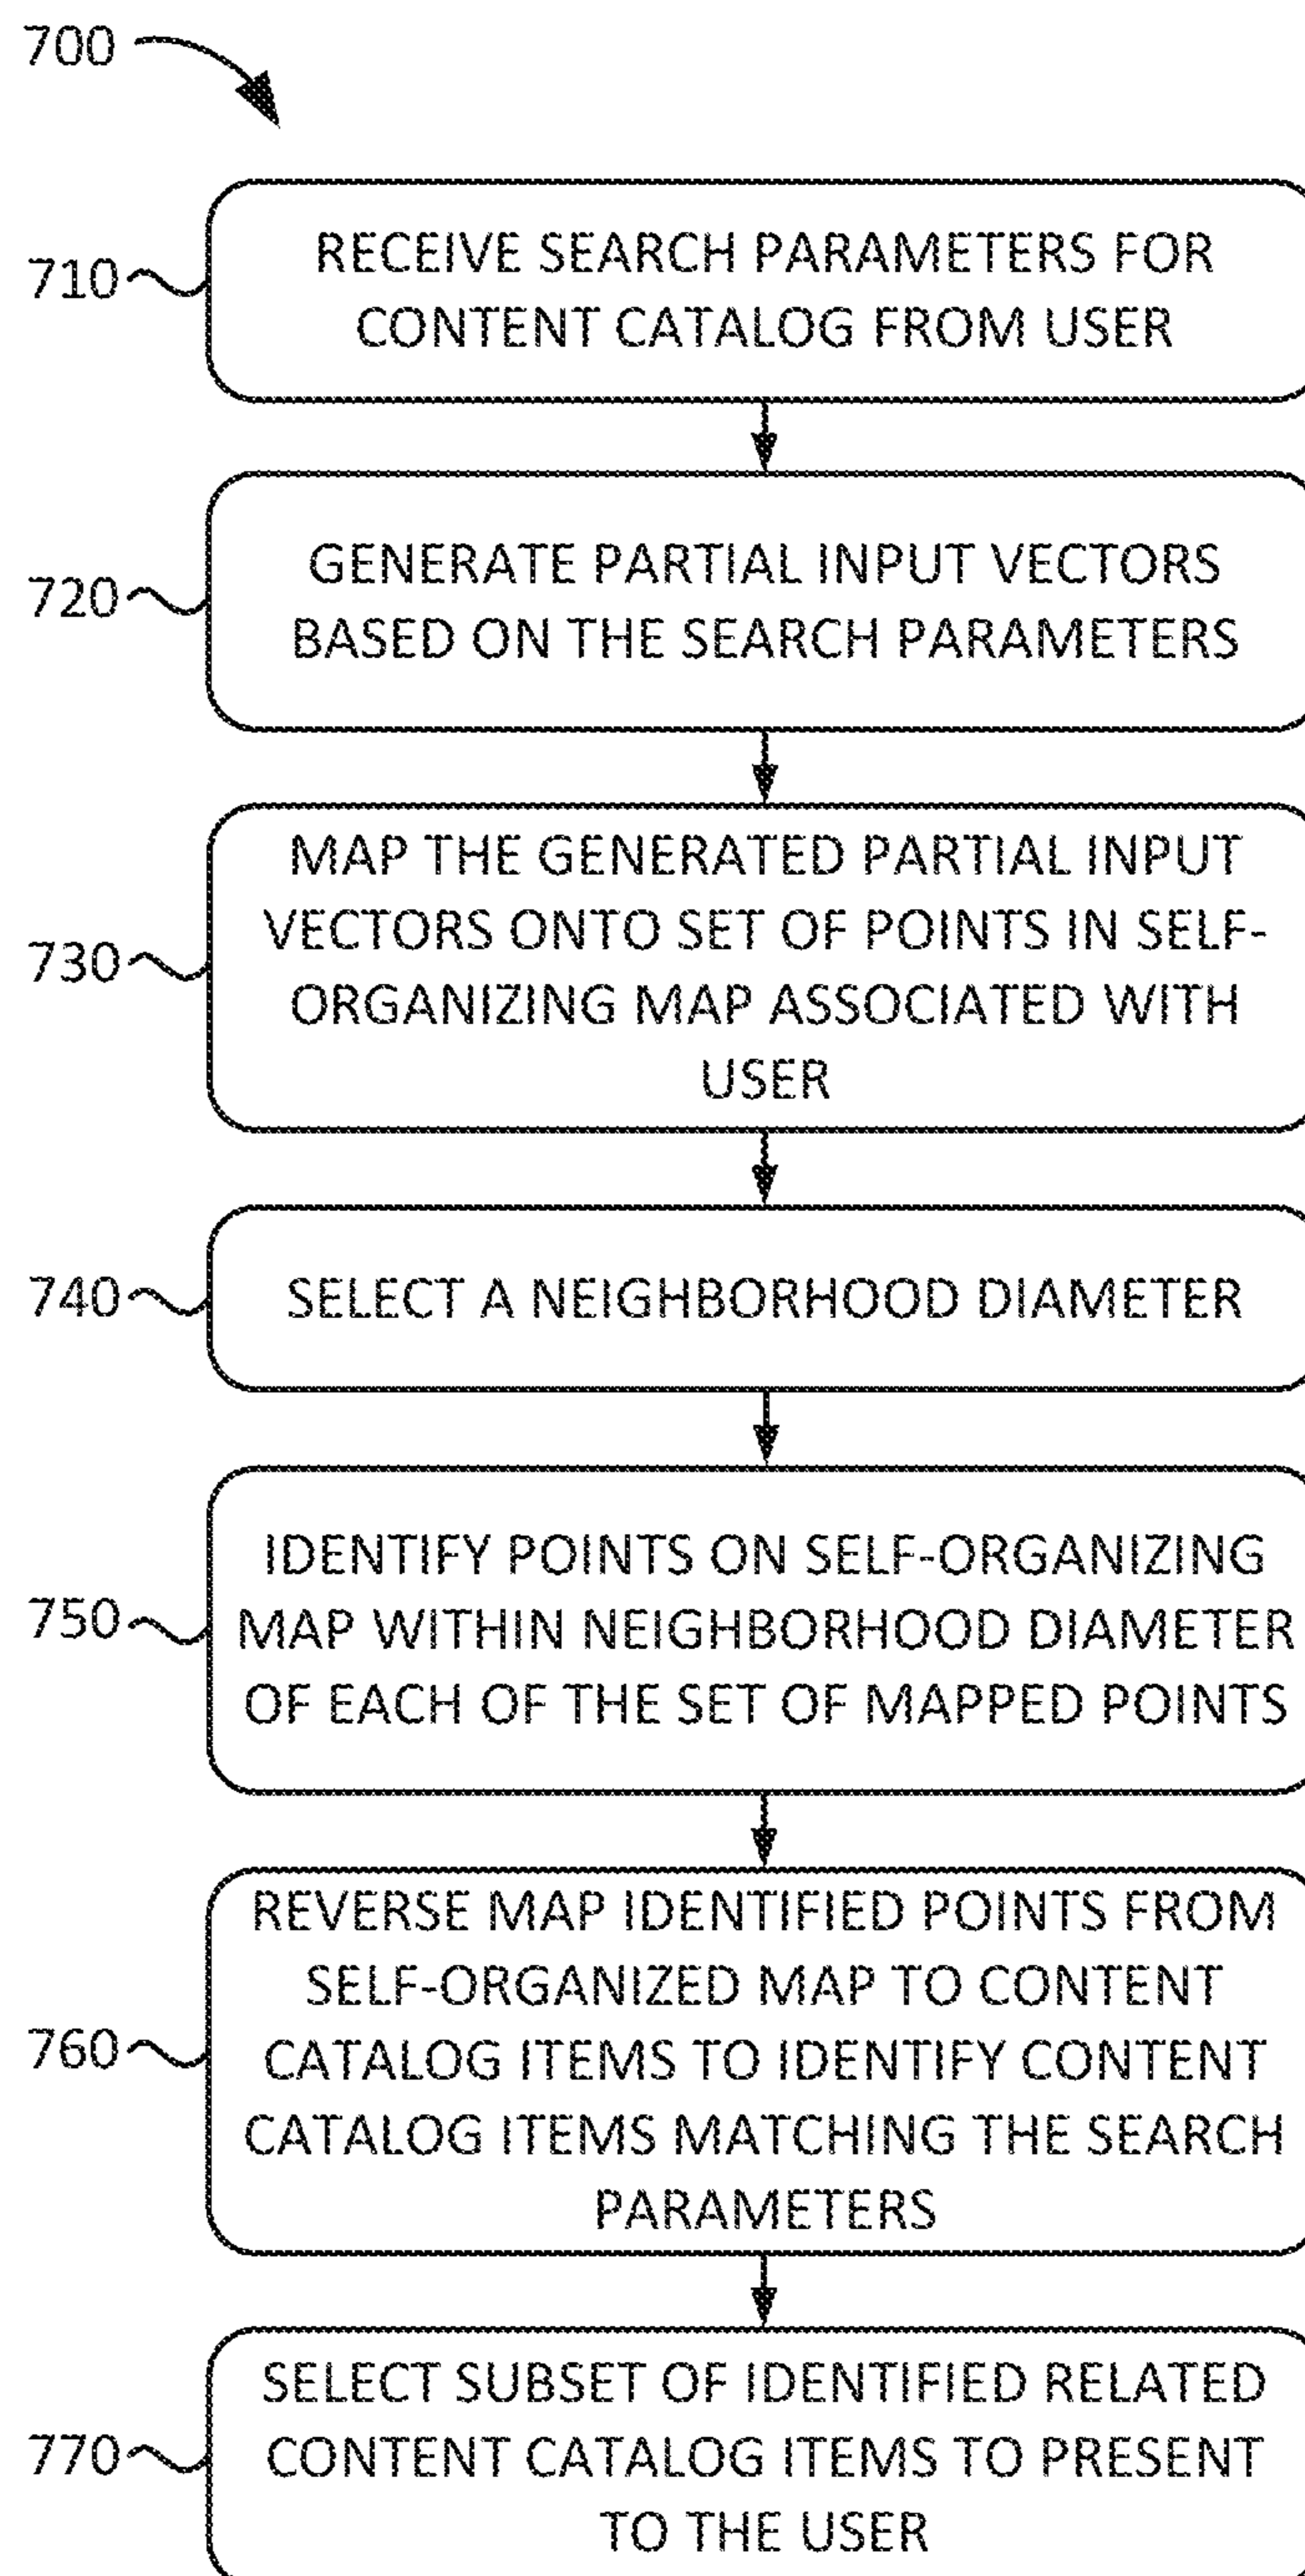 700
710
RECEIVE SEARCH PARAMETERS FOR
CONTENT CATALOG FROM USER
720
GENERATE PARTIAL INPUT VECTORS
BASED ON THE SEARCH PARAMETERS
730
MAP THE GENERATED PARTIAL INPUT
VECTORS ONTO SET OF POINTS IN SELF-
ORGANIZING MAP ASSOCIATED WITH
USER
740
SELECT A NEIGHBORHOOD DIAMETER
750
IDENTIFY POINTS ON SELF-ORGANIZING
MAP WITHIN NEIGHBORHOOD DIAMETER
OF EACH OF THE SET OF MAPPED POINTS
760
REVERSE MAP IDENTIFIED POINTS FROM
SELF-ORGANIZED MAP TO CONTENT
CATALOG ITEMS TO IDENTIFY CONTENT
CATALOG ITEMS MATCHING THE SEARCH
PARAMETERS
770
SELECT SUBSET OF IDENTIFIED RELATED
CONTENT CATALOG ITEMS TO PRESENT
TO THE USER